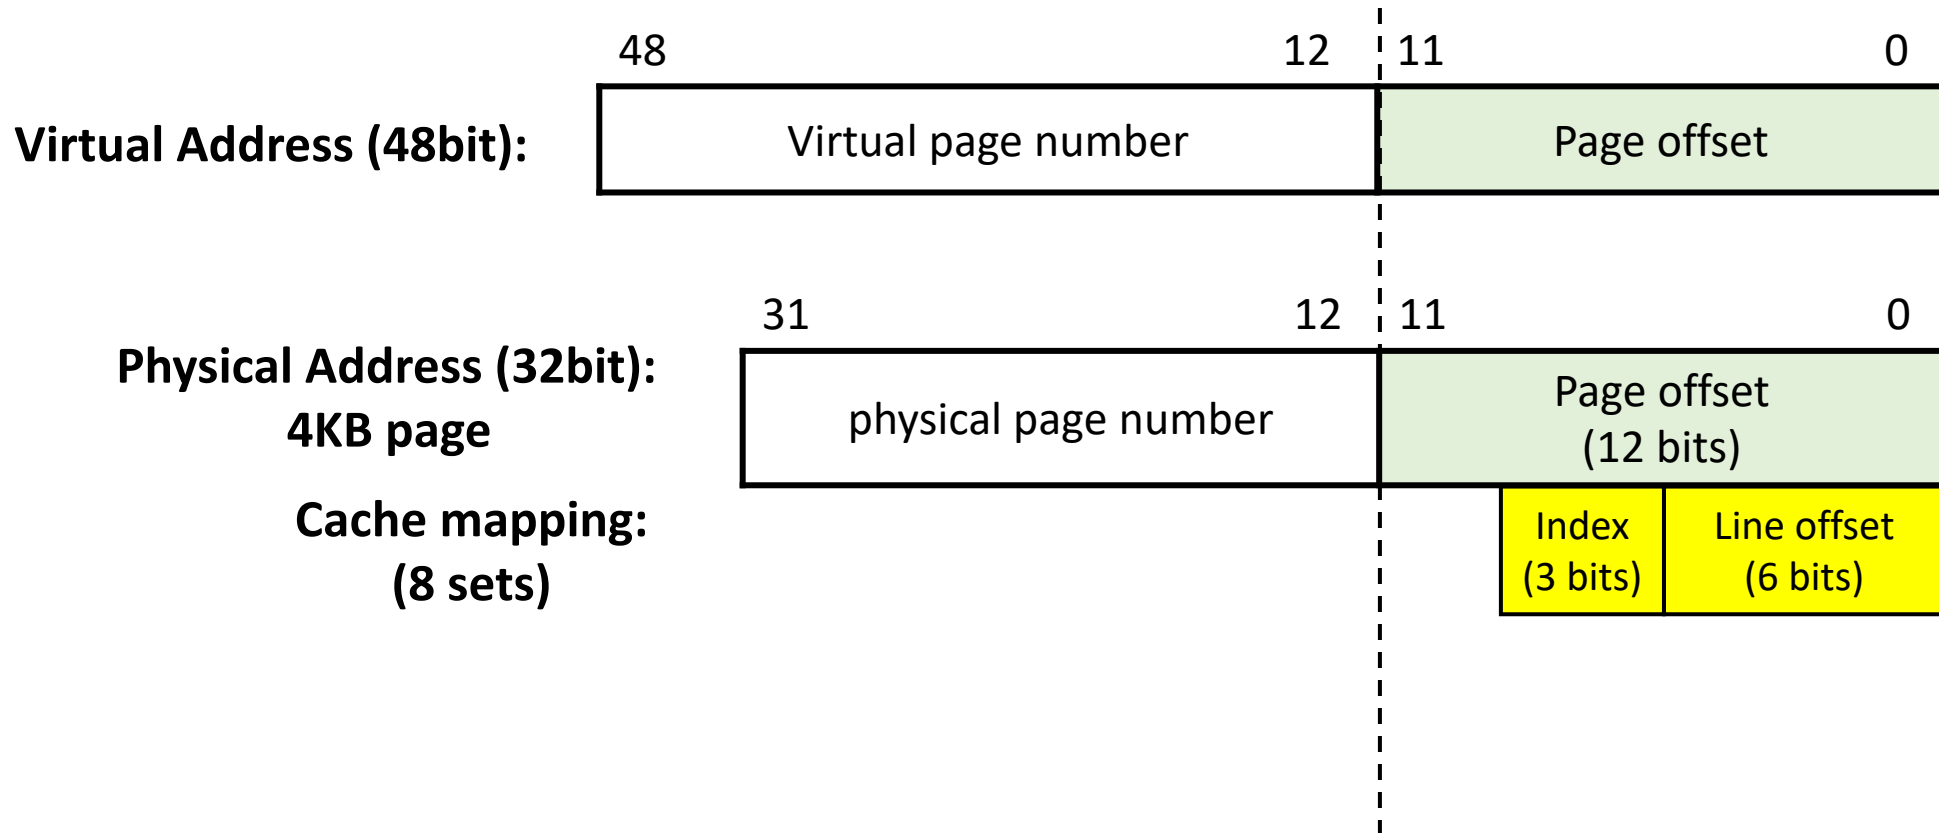 48 12 11 0
Virtual Address (48bit):
Virtual page number
Page offset
31 12 11 0
Physical Address (32bit):
4KB page
physical page number
Page offset
(12 bits)
Cache mapping:
(8 sets)
Index
(3 bits)
Line offset
(6 bits)